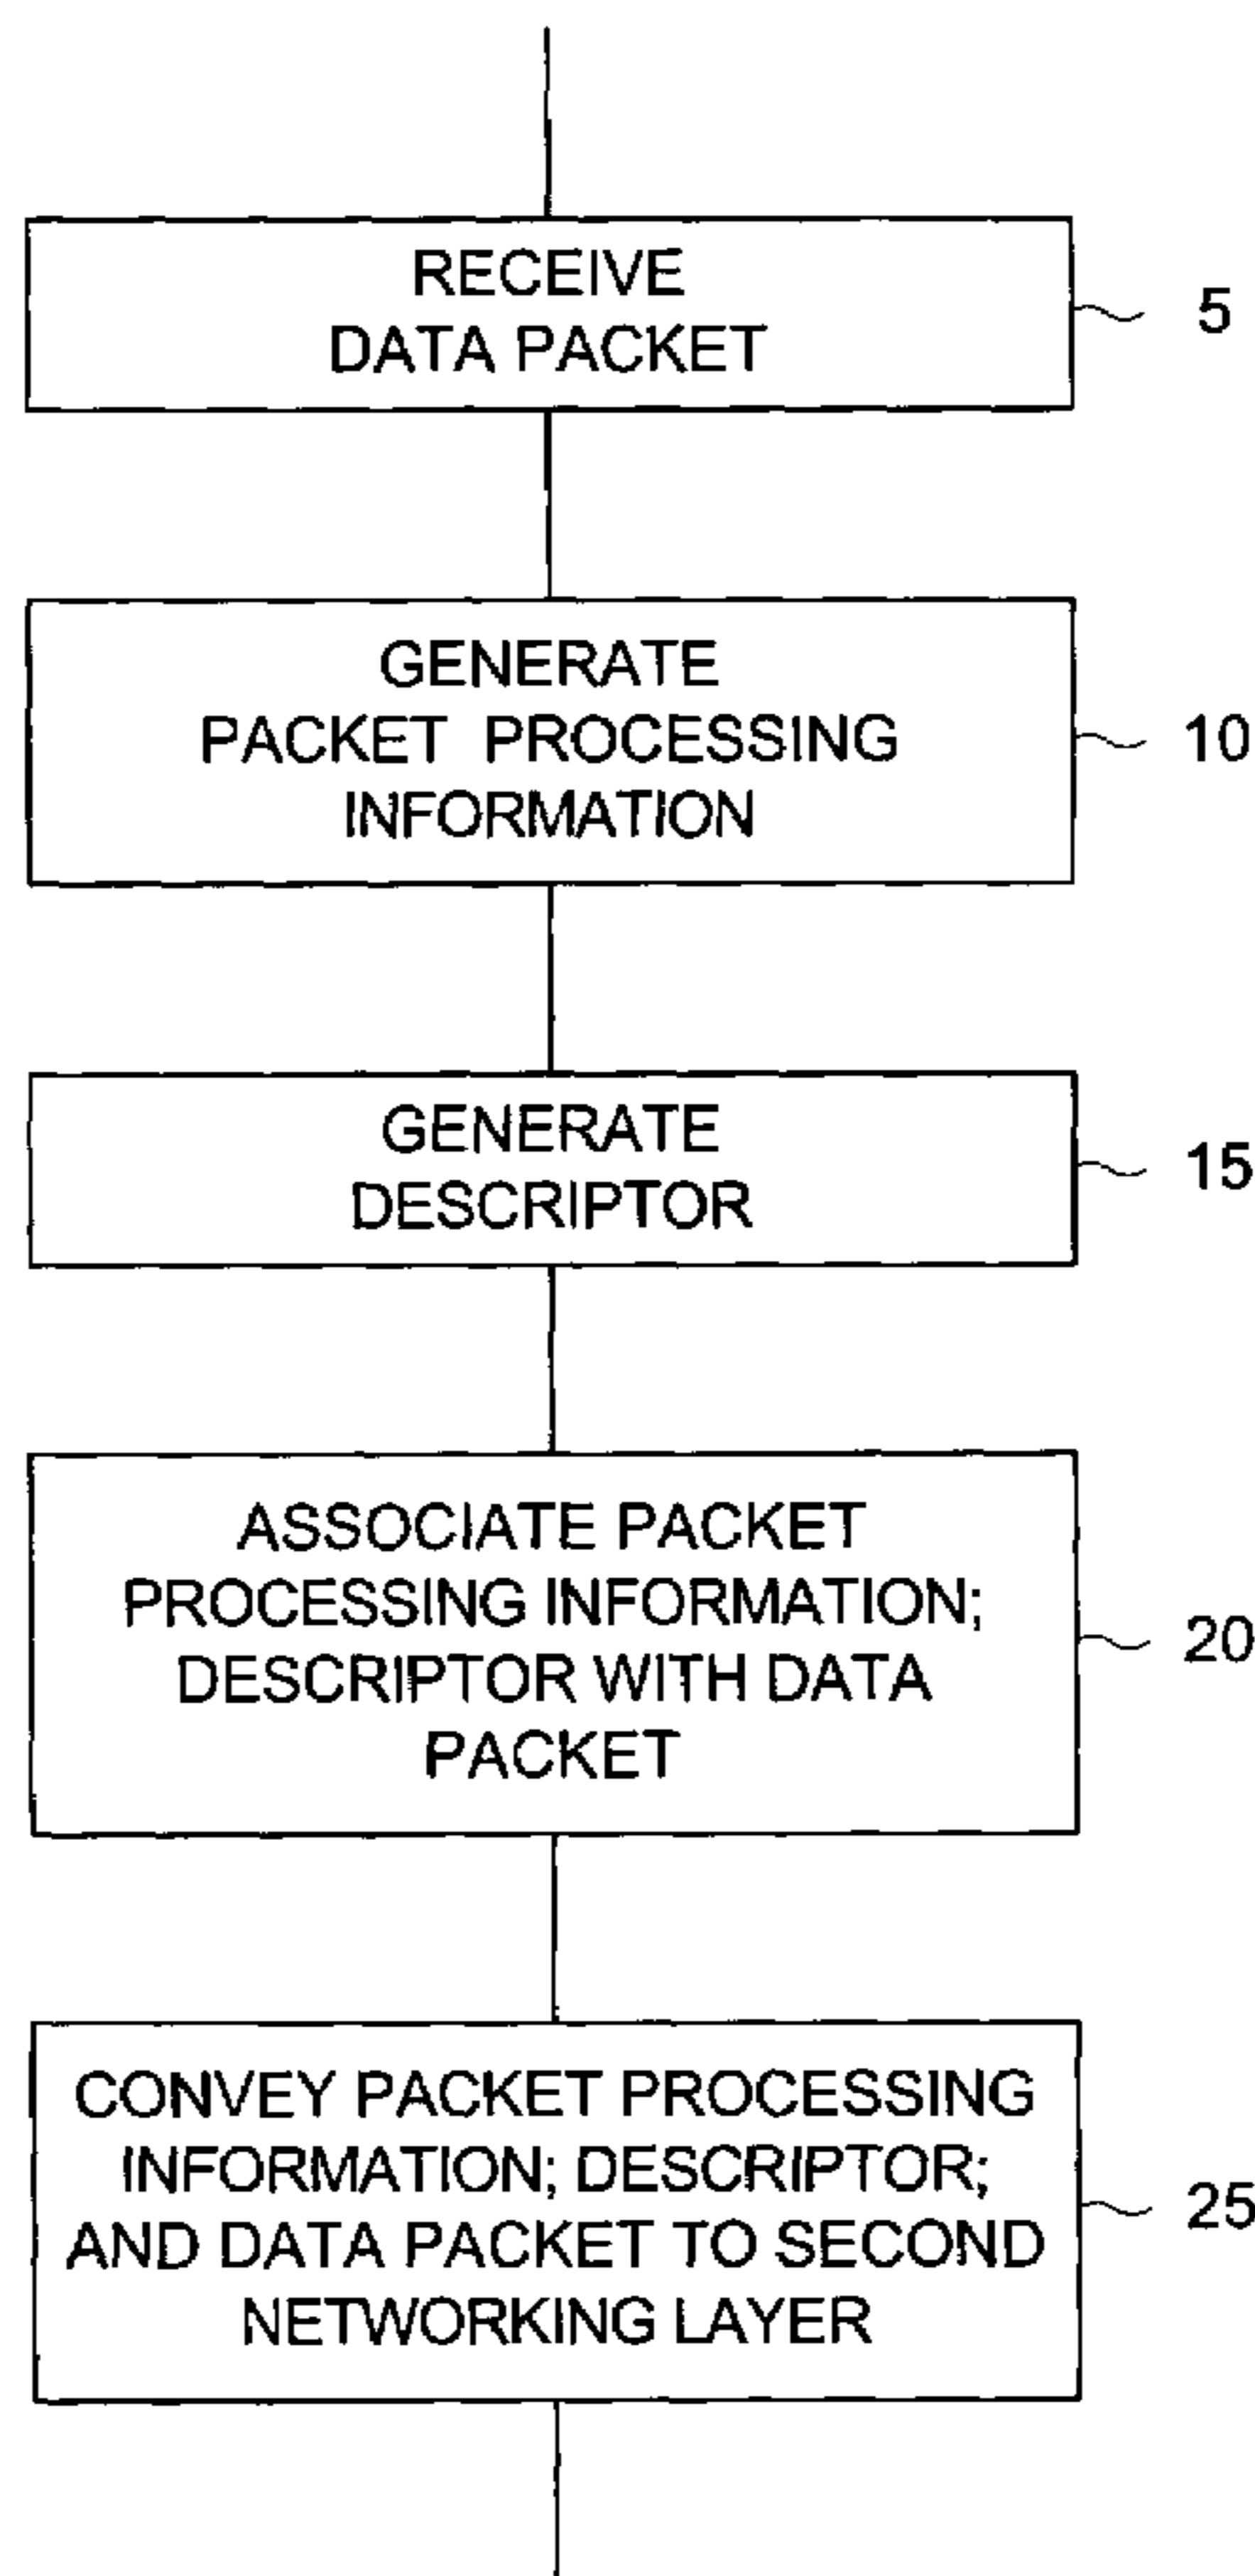 RECEIVE
DATA PACKET
5
GENERATE
PACKET PROCESSING
INFORMATION
10
GENERATE
DESCRIPTOR
15
ASSOCIATE PACKET
PROCESSING INFORMATION;
DESCRIPTOR WITH DATA
PACKET
20
CONVEY PACKET PROCESSING
INFORMATION; DESCRIPTOR;
AND DATA PACKET TO SECOND
NETWORKING LAYER
25